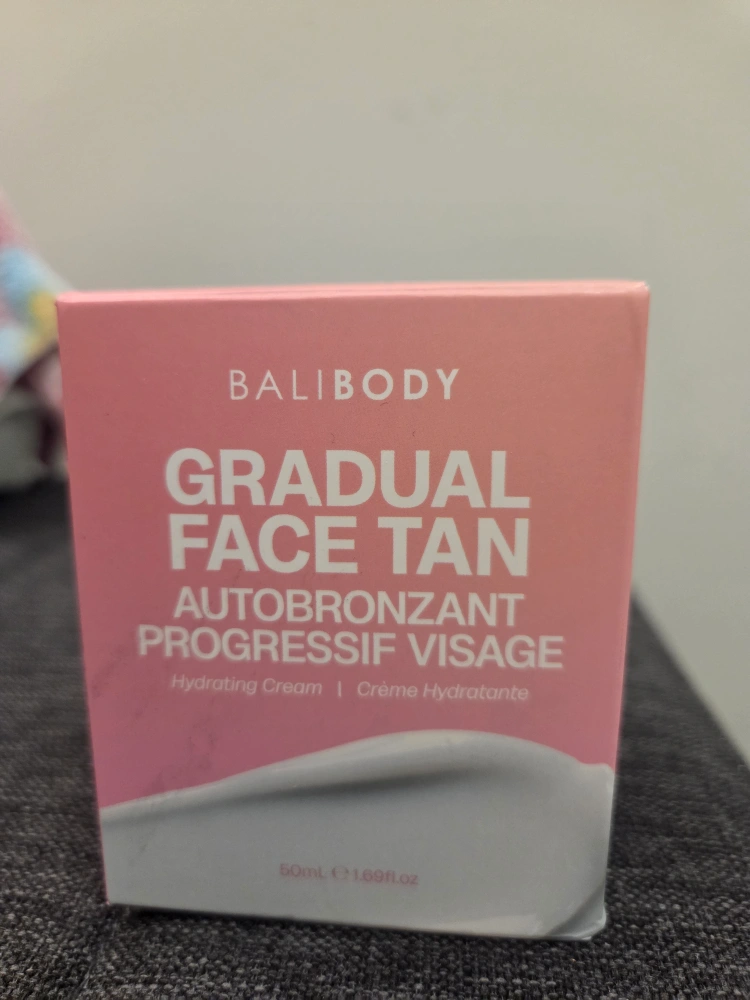 BALIBODY
GRADUAL
FACE TAN
AUTOBRONZANT
PROGRESSIF VISAGE
Hydrating Cream | Crème Hydratante
50mL ℮ 1.69fl.oz